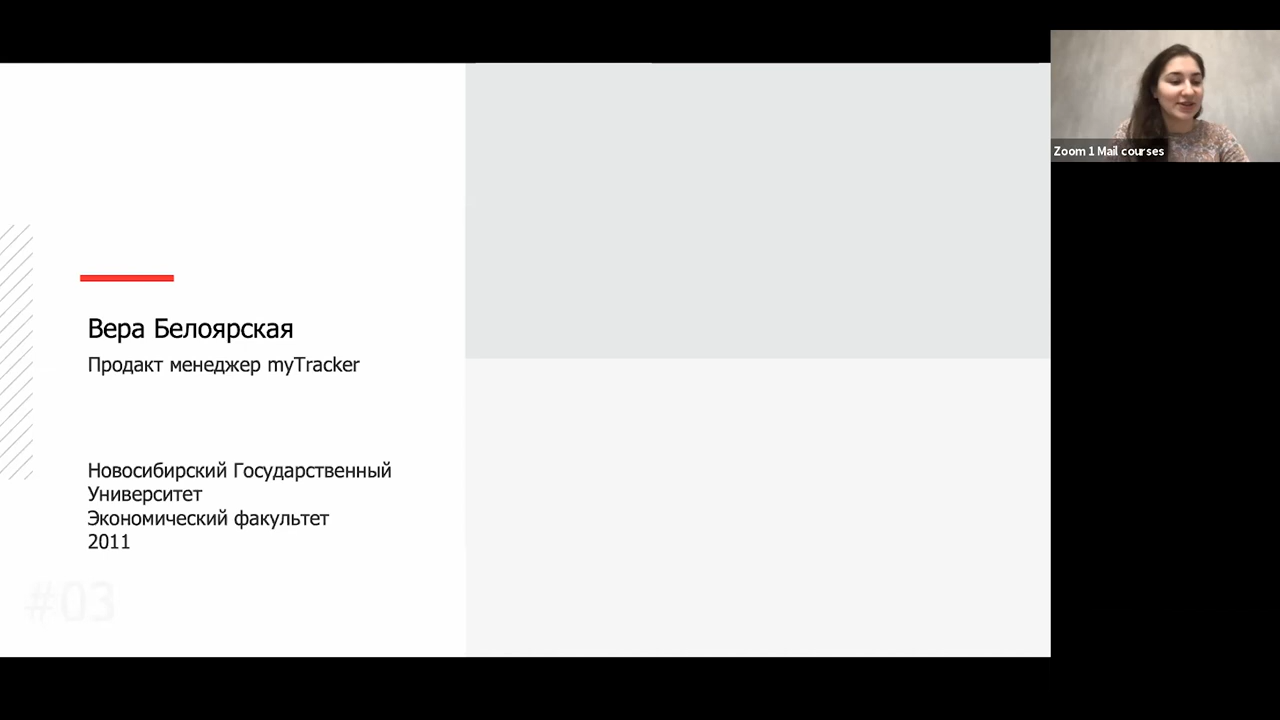 Вера Белоярская
Продакт менеджер myTracker
Новосибирский Государственный
Университет
Экономический факультет
2011
#03
Zoom 1 Mail courses